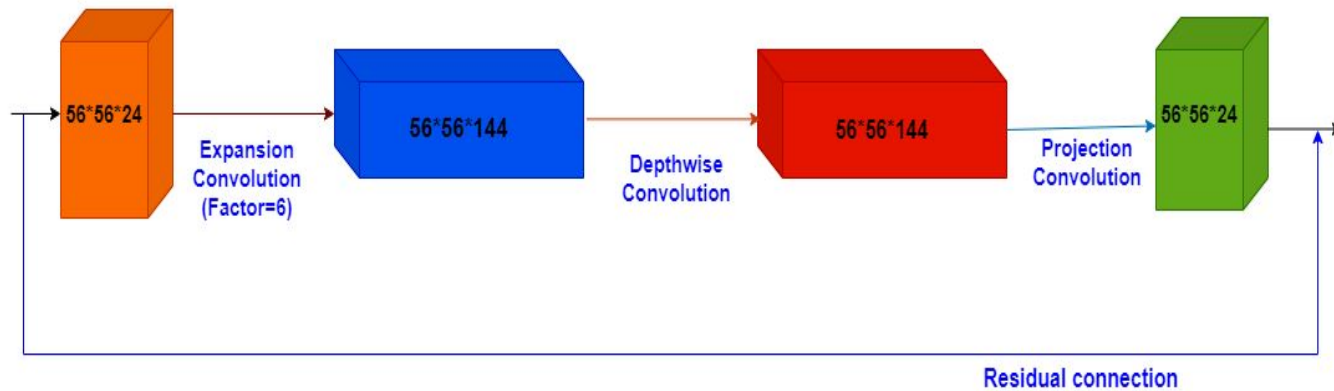 56*56*24
Expansion
Convolution
(Factor=6)
56*56*144
Depthwise
Convolution
56*56*144
Projection
Convolution
56*56*24
Residual connection